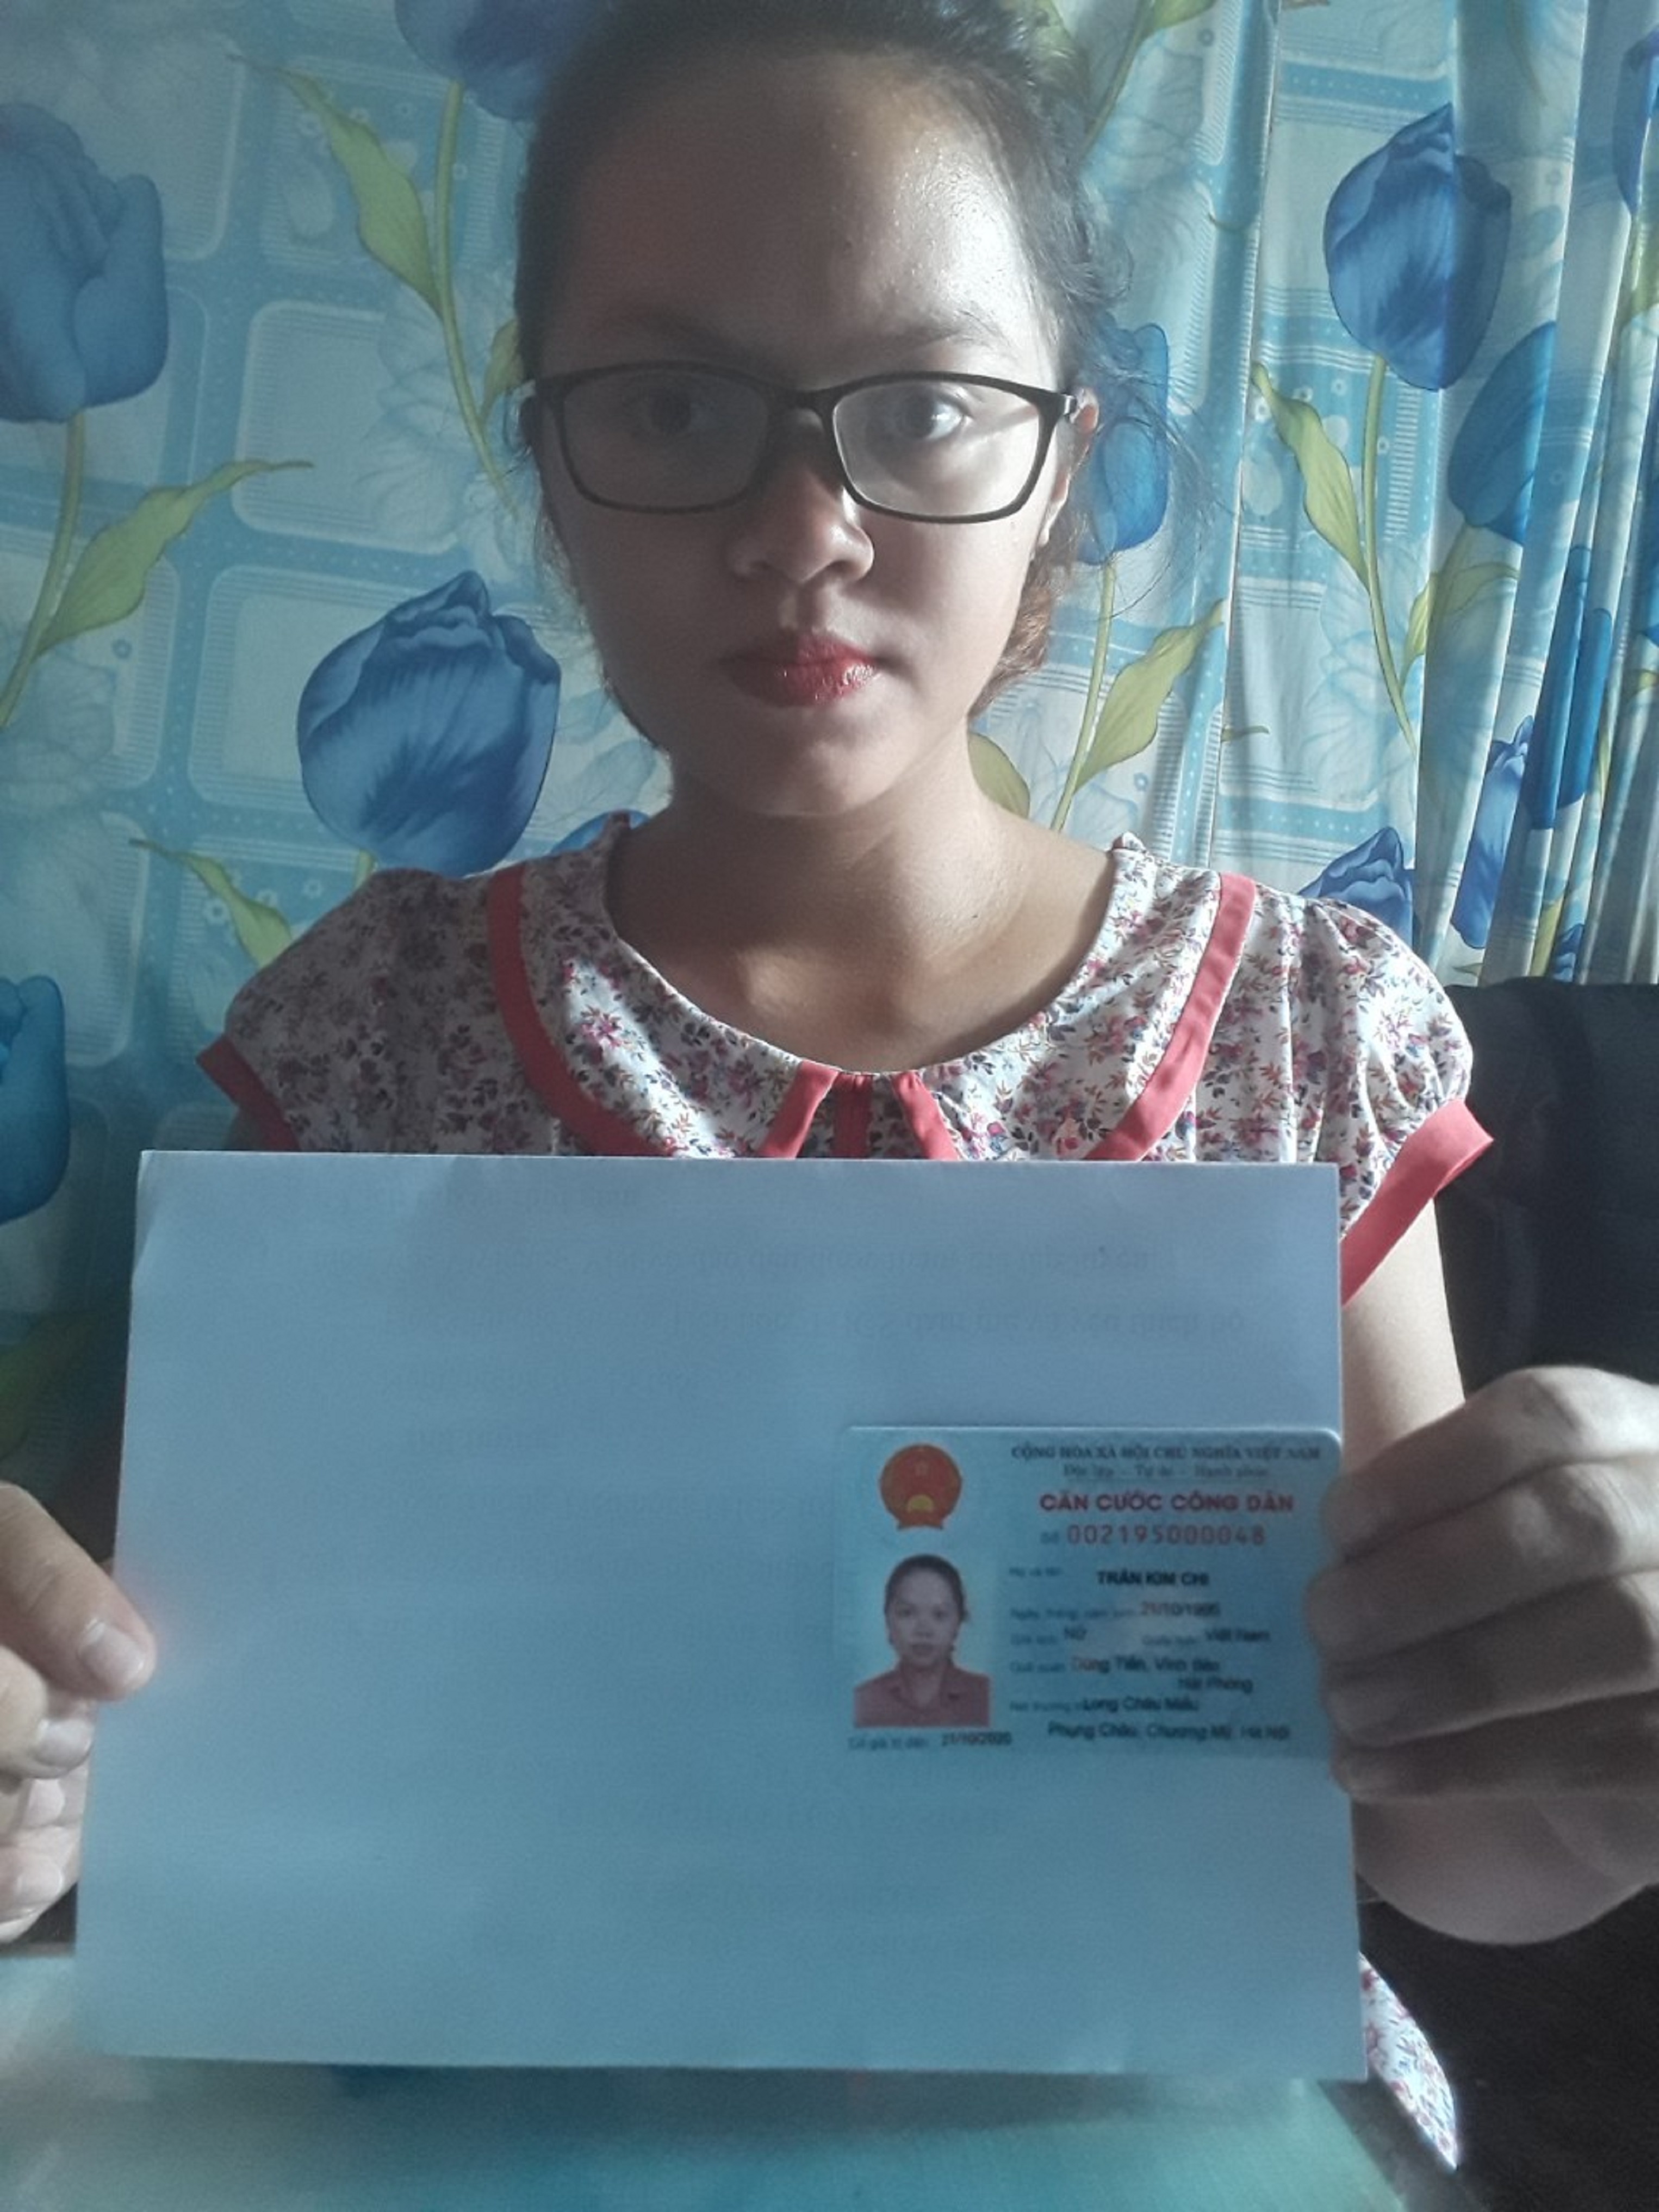 CỘNG HÒA XÃ HỘI CHỦ NGHĨA VIỆT NAM
Độc lập - Tự do - Hạnh phúc
CĂN CƯỚC CÔNG DÂN
Số 002195000048
Họ và tên: TRẦN KIM CHI
Ngày, tháng, năm sinh: 21/10/1995
Giới tính: Nữ Quốc tịch: Việt Nam
Quê quán: Dũng Tiến, Vĩnh Bảo
Hải Phòng
Nơi thường trú: Long Châu Miếu
Phụng Châu, Chương Mỹ, Hà Nội
Có giá trị đến: 21/10/2020